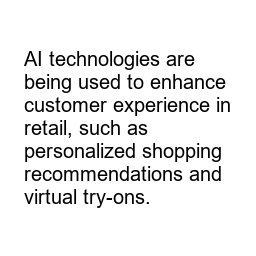 AI technologies are
being used to enhance
customer experience in
retail, such as
personalized shopping
recommendations and
virtual try-ons.